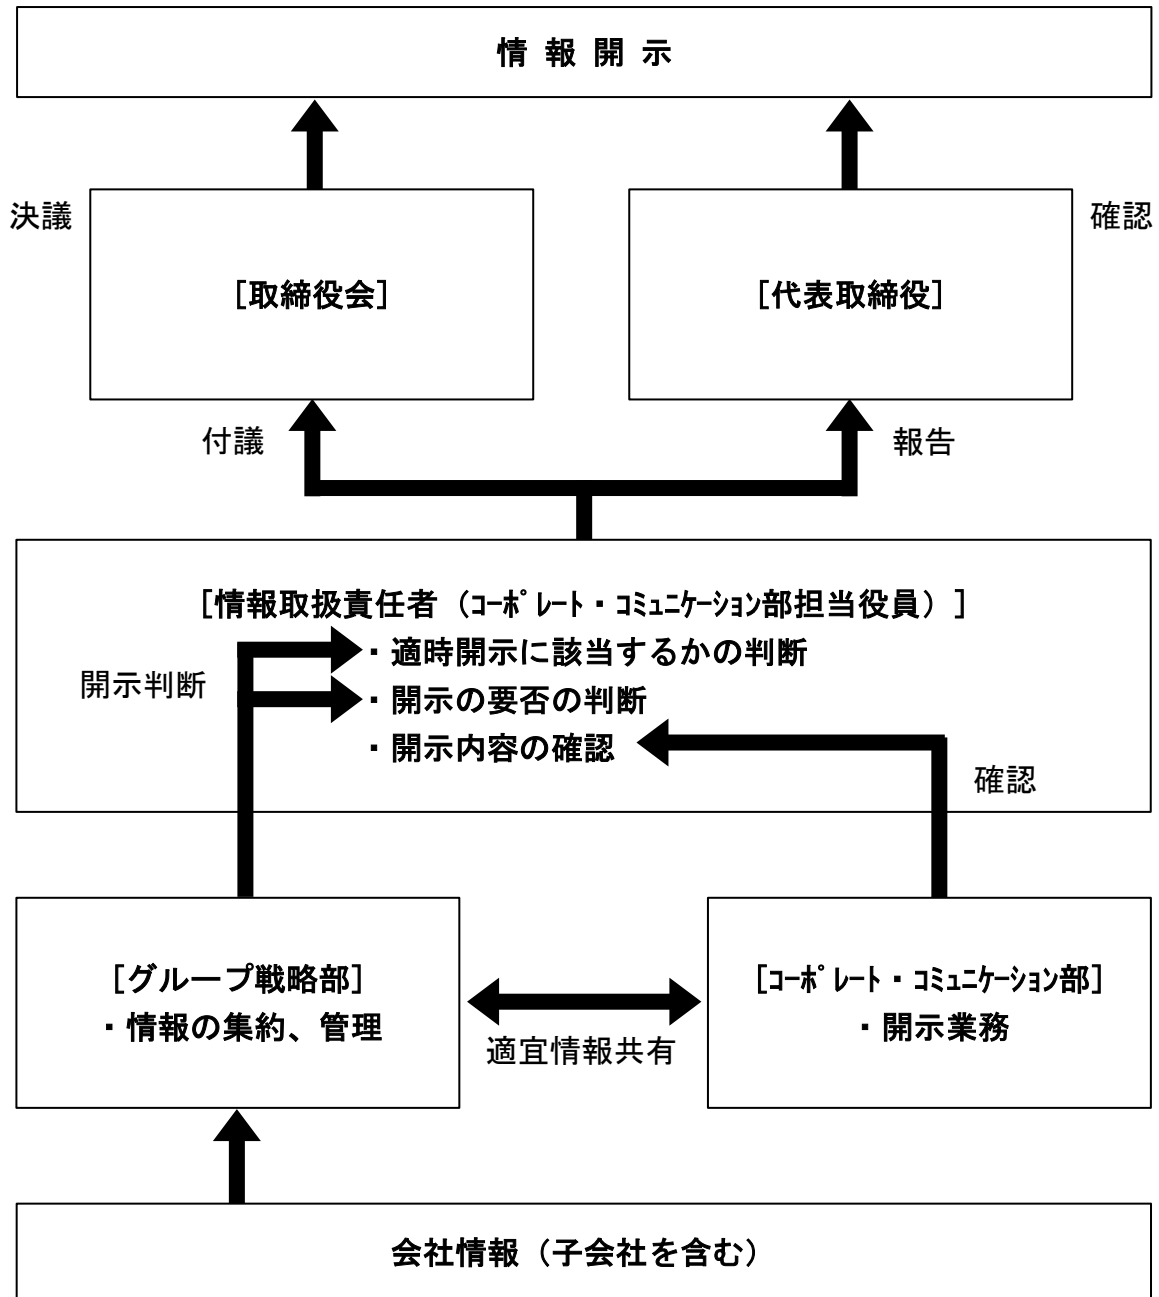 情 報 開 示
決議
確認
[取締役会]
[代表取締役]
付議
報告
[情報取扱責任者（ｺｰﾎﾟﾚｰﾄ・ｺﾐｭﾆｹｰｼｮﾝ部担当役員）]
・適時開示に該当するかの判断
開示判断
・開示の要否の判断
・開示内容の確認
確認
[グループ戦略部]
・情報の集約、管理
[ｺｰﾎﾟﾚｰﾄ・ｺﾐｭﾆｹｰｼｮﾝ部]
・開示業務
適宜情報共有
会社情報（子会社を含む）